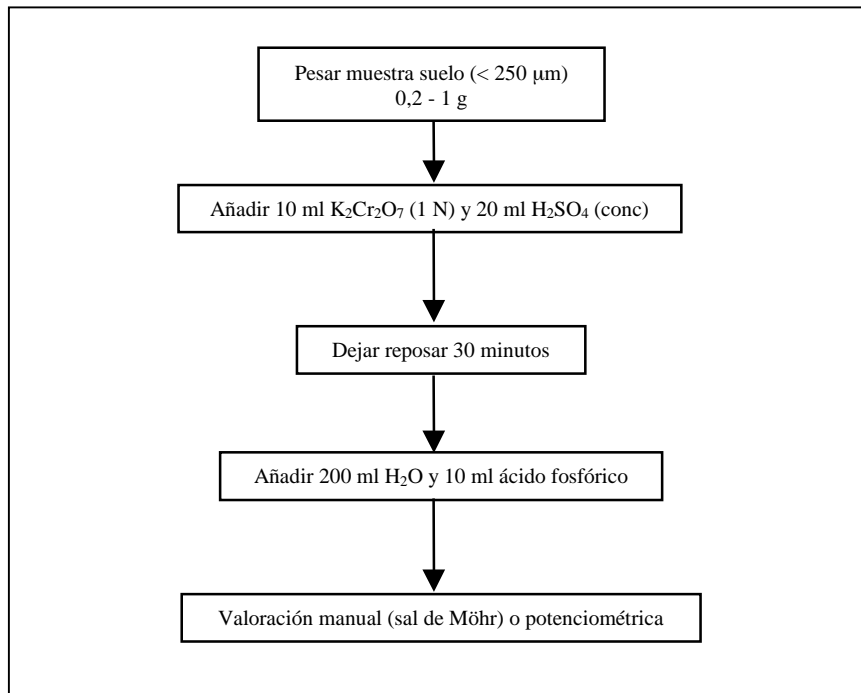 Pesar muestra suelo (< 250 µm)
0,2 - 1 g
Añadir 10 ml K₂Cr₂O₇ (1 N) y 20 ml H₂SO₄ (conc)
Dejar reposar 30 minutos
Añadir 200 ml H₂O y 10 ml ácido fosfórico
Valoración manual (sal de Möhr) o potenciométrica